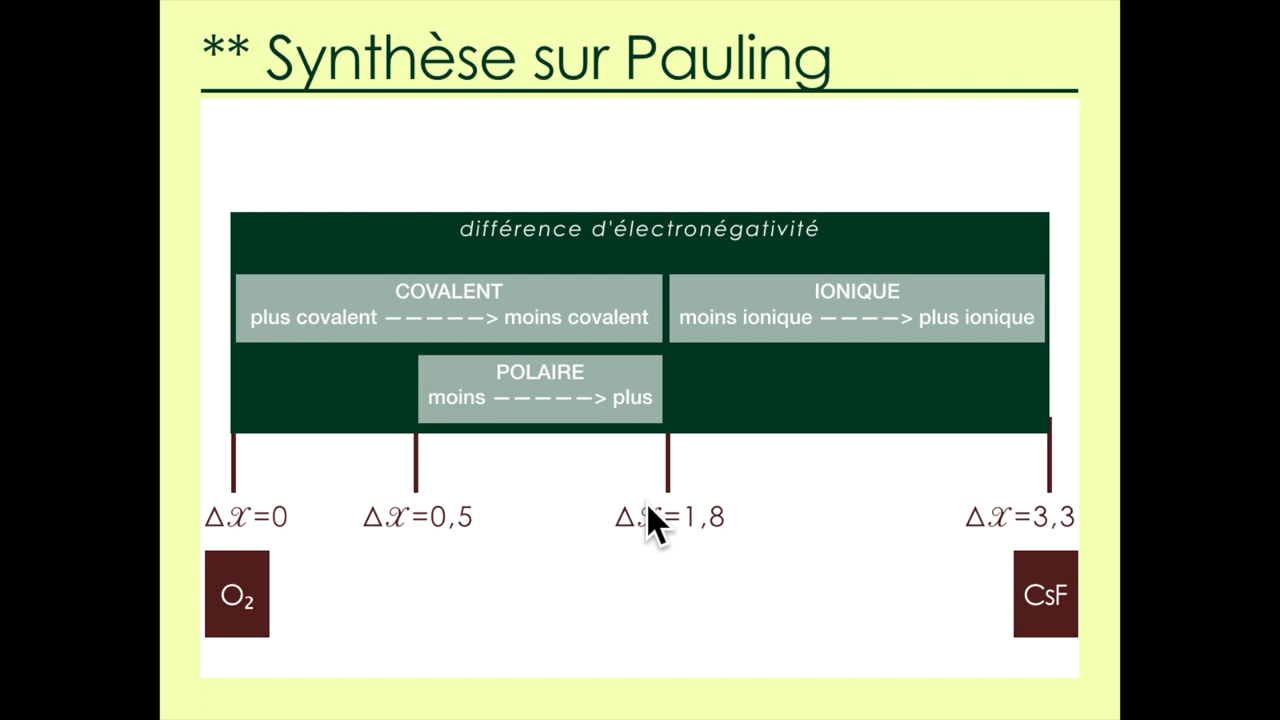 ** Synthèse sur Pauling
différence d'électronégativité
COVALENT
plus covalent — — — — —> moins covalent
IONIQUE
moins ionique — — — —> plus ionique
POLAIRE
moins — — — — —> plus
Δ𝒳=0
Δ𝒳=0,5
Δ𝒳=1,8
Δ𝒳=3,3
O₂
CsF